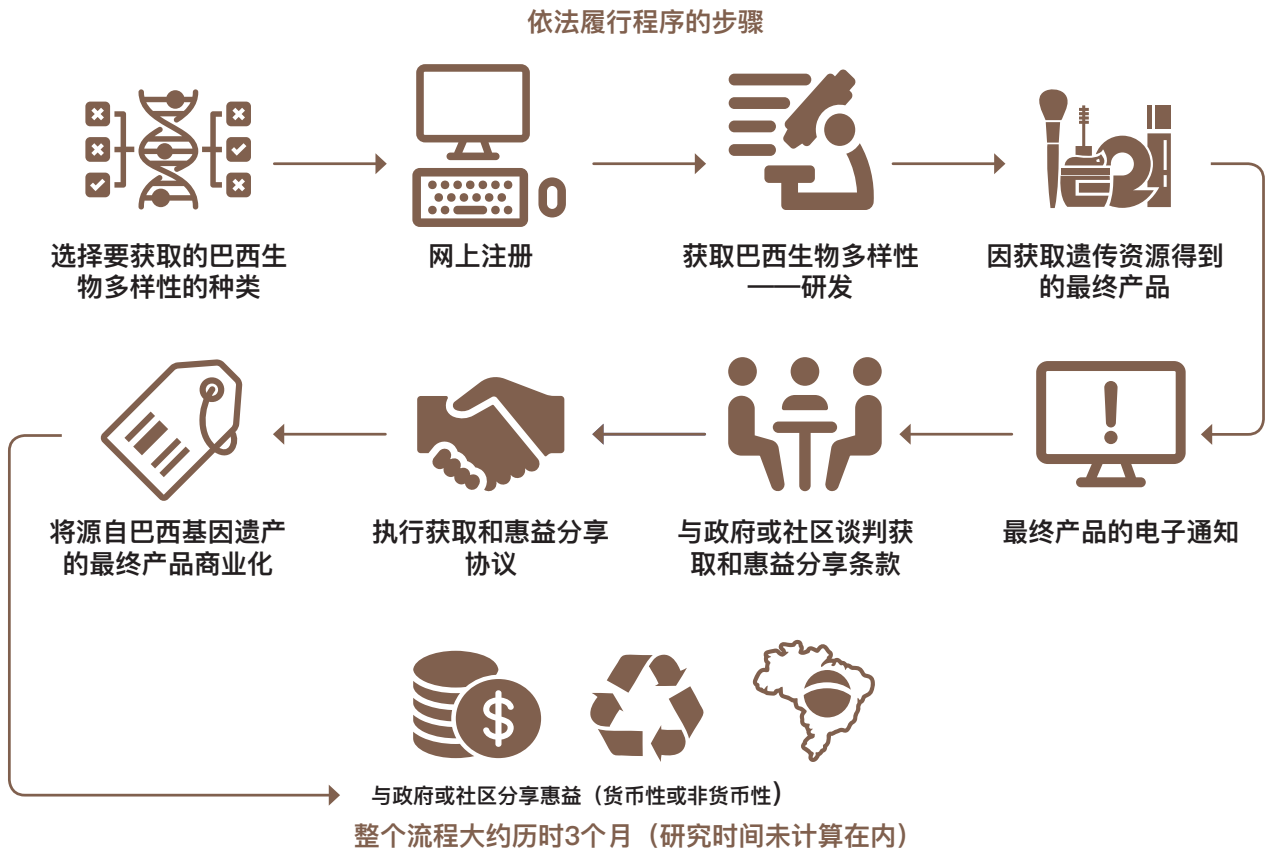 依法履行程序的步骤
选择要获取的巴西生
物多样性的种类
网上注册
获取巴西生物多样性
——研发
因获取遗传资源得到
的最终产品
最终产品的电子通知
与政府或社区谈判获
取和惠益分享条款
执行获取和惠益分享
协议
将源自巴西基因遗产
的最终产品商业化
$
与政府或社区分享惠益（货币性或非货币性）
整个流程大约历时3个月（研究时间未计算在内）